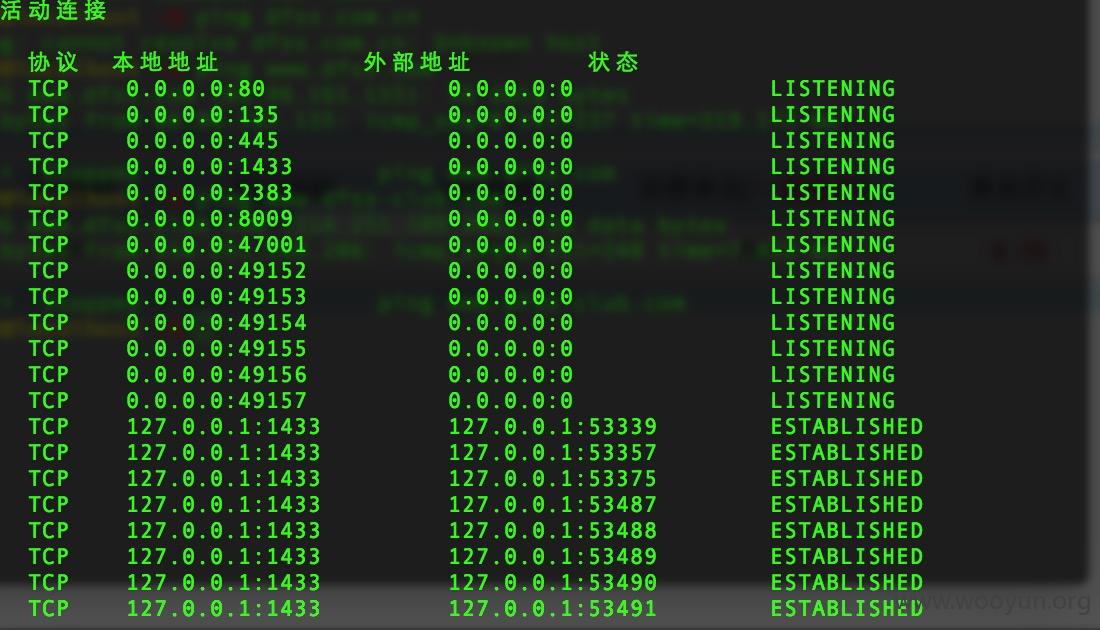 活动连接
协议 本地地址 外部地址 状态
TCP 0.0.0.0:80 0.0.0.0:0 LISTENING
TCP 0.0.0.0:135 0.0.0.0:0 LISTENING
TCP 0.0.0.0:445 0.0.0.0:0 LISTENING
TCP 0.0.0.0:1433 0.0.0.0:0 LISTENING
TCP 0.0.0.0:2383 0.0.0.0:0 LISTENING
TCP 0.0.0.0:8009 0.0.0.0:0 LISTENING
TCP 0.0.0.0:47001 0.0.0.0:0 LISTENING
TCP 0.0.0.0:49152 0.0.0.0:0 LISTENING
TCP 0.0.0.0:49153 0.0.0.0:0 LISTENING
TCP 0.0.0.0:49154 0.0.0.0:0 LISTENING
TCP 0.0.0.0:49155 0.0.0.0:0 LISTENING
TCP 0.0.0.0:49156 0.0.0.0:0 LISTENING
TCP 0.0.0.0:49157 0.0.0.0:0 LISTENING
TCP 127.0.0.1:1433 127.0.0.1:53339 ESTABLISHED
TCP 127.0.0.1:1433 127.0.0.1:53357 ESTABLISHED
TCP 127.0.0.1:1433 127.0.0.1:53375 ESTABLISHED
TCP 127.0.0.1:1433 127.0.0.1:53487 ESTABLISHED
TCP 127.0.0.1:1433 127.0.0.1:53488 ESTABLISHED
TCP 127.0.0.1:1433 127.0.0.1:53489 ESTABLISHED
TCP 127.0.0.1:1433 127.0.0.1:53490 ESTABLISHED
TCP 127.0.0.1:1433 127.0.0.1:53491 ESTABLISHED
www.wooyun.org